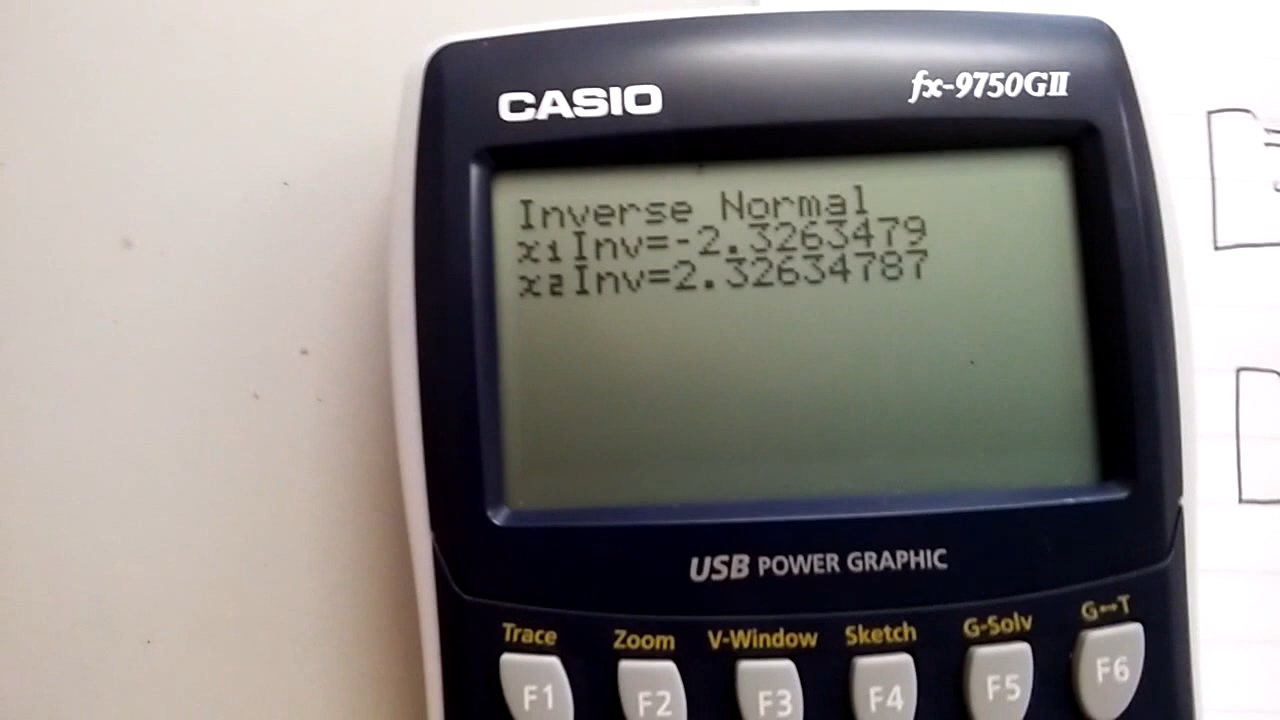 CASIO
fx-9750GII
Inverse Normal
x1Inv=-2.3263479
x2Inv=2.32634787
USB POWER GRAPHIC
Trace Zoom V-Window Sketch G-Solv G↔T
F1 F2 F3 F4 F5 F6